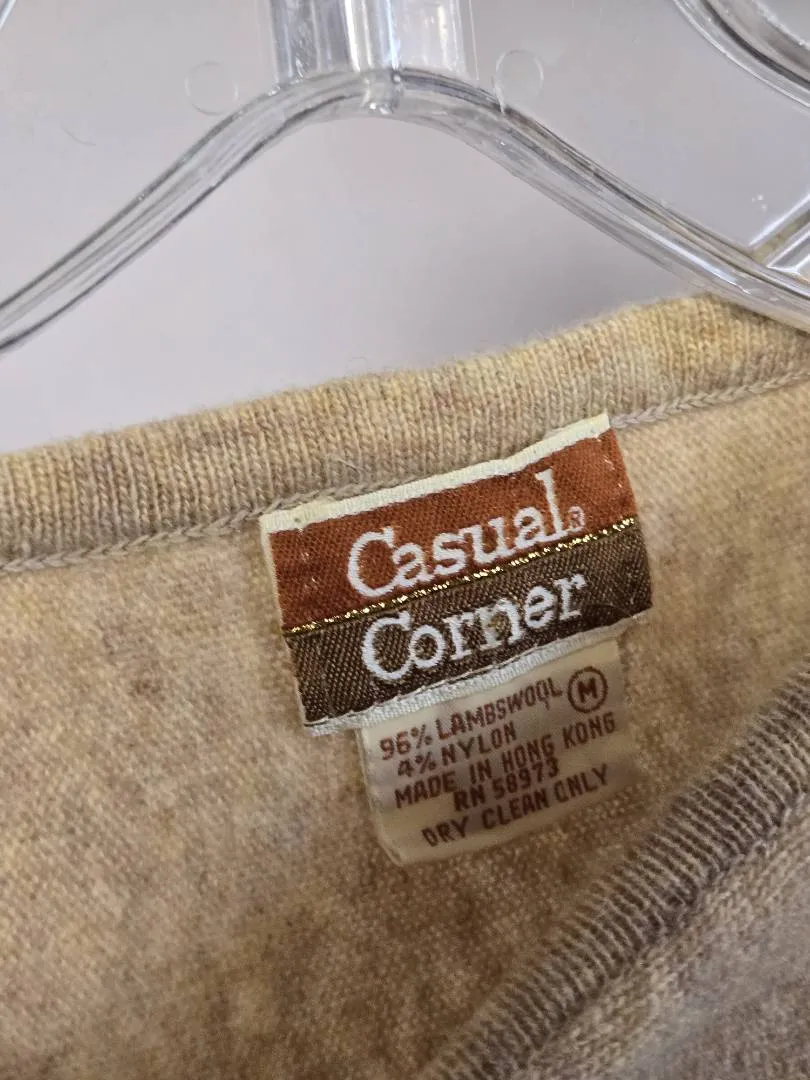 Casual®
Corner
96% LAMBSWOOL Ⓜ
4% NYLON
MADE IN HONG KONG
RN 58973
DRY CLEAN ONLY